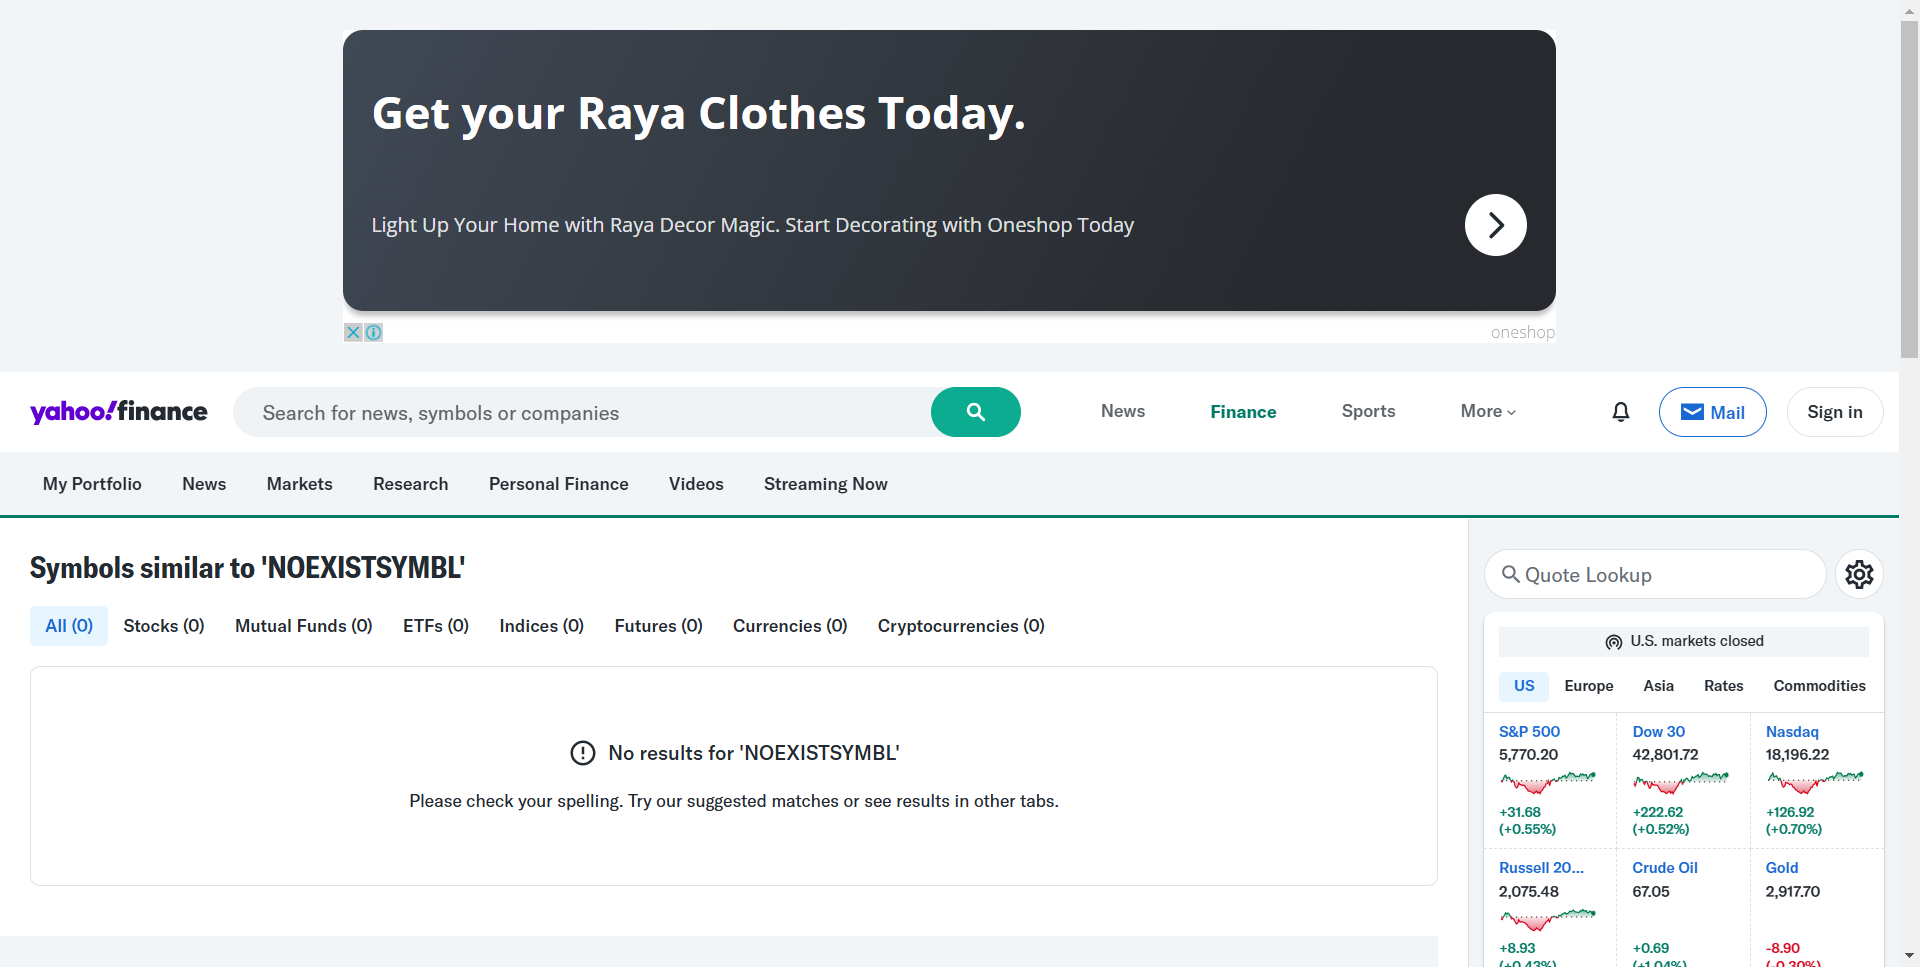 Get your Raya Clothes Today.
Light Up Your Home with Raya Decor Magic. Start Decorating with Oneshop Today
oneshop
yahoo!finance
Search for news, symbols or companies
News
Finance
Sports
More
Mail
Sign in
My Portfolio
News
Markets
Research
Personal Finance
Videos
Streaming Now
Symbols similar to 'NOEXISTSYMBL'
All (0)
Stocks (0)
Mutual Funds (0)
ETFs (0)
Indices (0)
Futures (0)
Currencies (0)
Cryptocurrencies (0)
No results for 'NOEXISTSYMBL'
Please check your spelling. Try our suggested matches or see results in other tabs.
Quote Lookup
U.S. markets closed
US
Europe
Asia
Rates
Commodities
S&P 500
5,770.20
+31.68
(+0.55%)
Dow 30
42,801.72
+222.62
(+0.52%)
Nasdaq
18,196.22
+126.92
(+0.70%)
Russell 20...
2,075.48
+8.93
(+0.43%)
Crude Oil
67.05
+0.69
(+1.04%)
Gold
2,917.70
-8.90
(-0.30%)